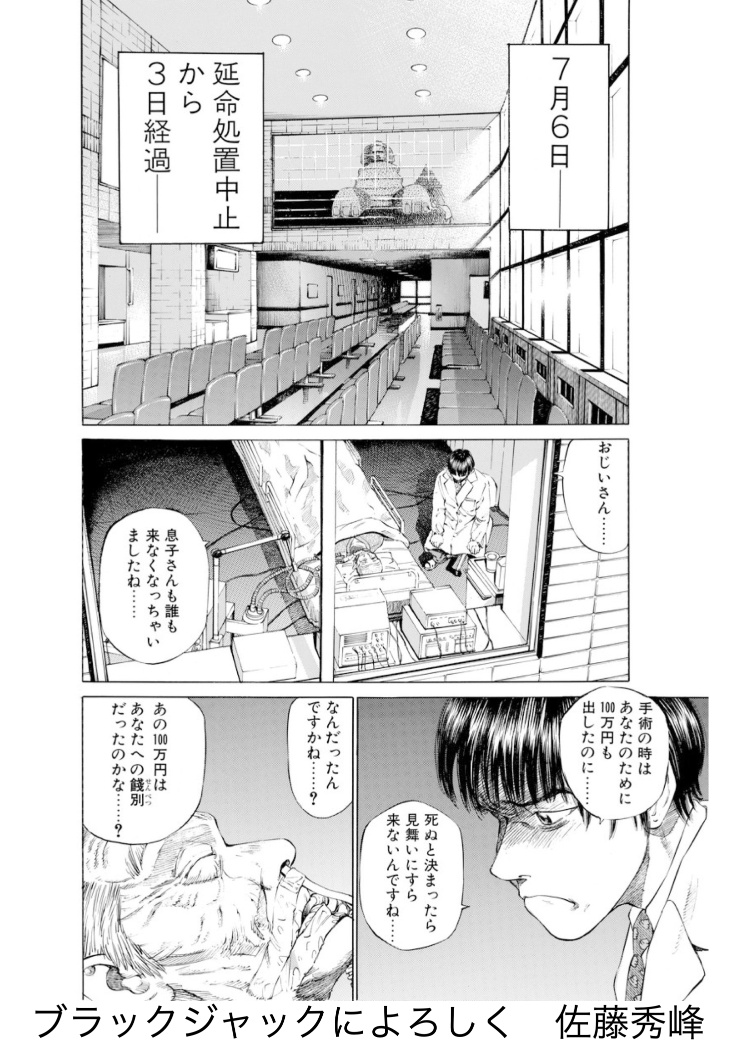 7月6日――
延命処置中止
から
3日経過――
おじいさん……
息子さんも誰も
来なくなっちゃい
ましたね……
手術の時は
あなたのために
100万円も
出したのに……
死ぬと決まったら
見舞いにすら
来ないんですね……
なんだったん
ですかね……?
あの100万円は
あなたへの餞別
せんべつ
だったのかな……?
ブラックジャックによろしく 佐藤秀峰